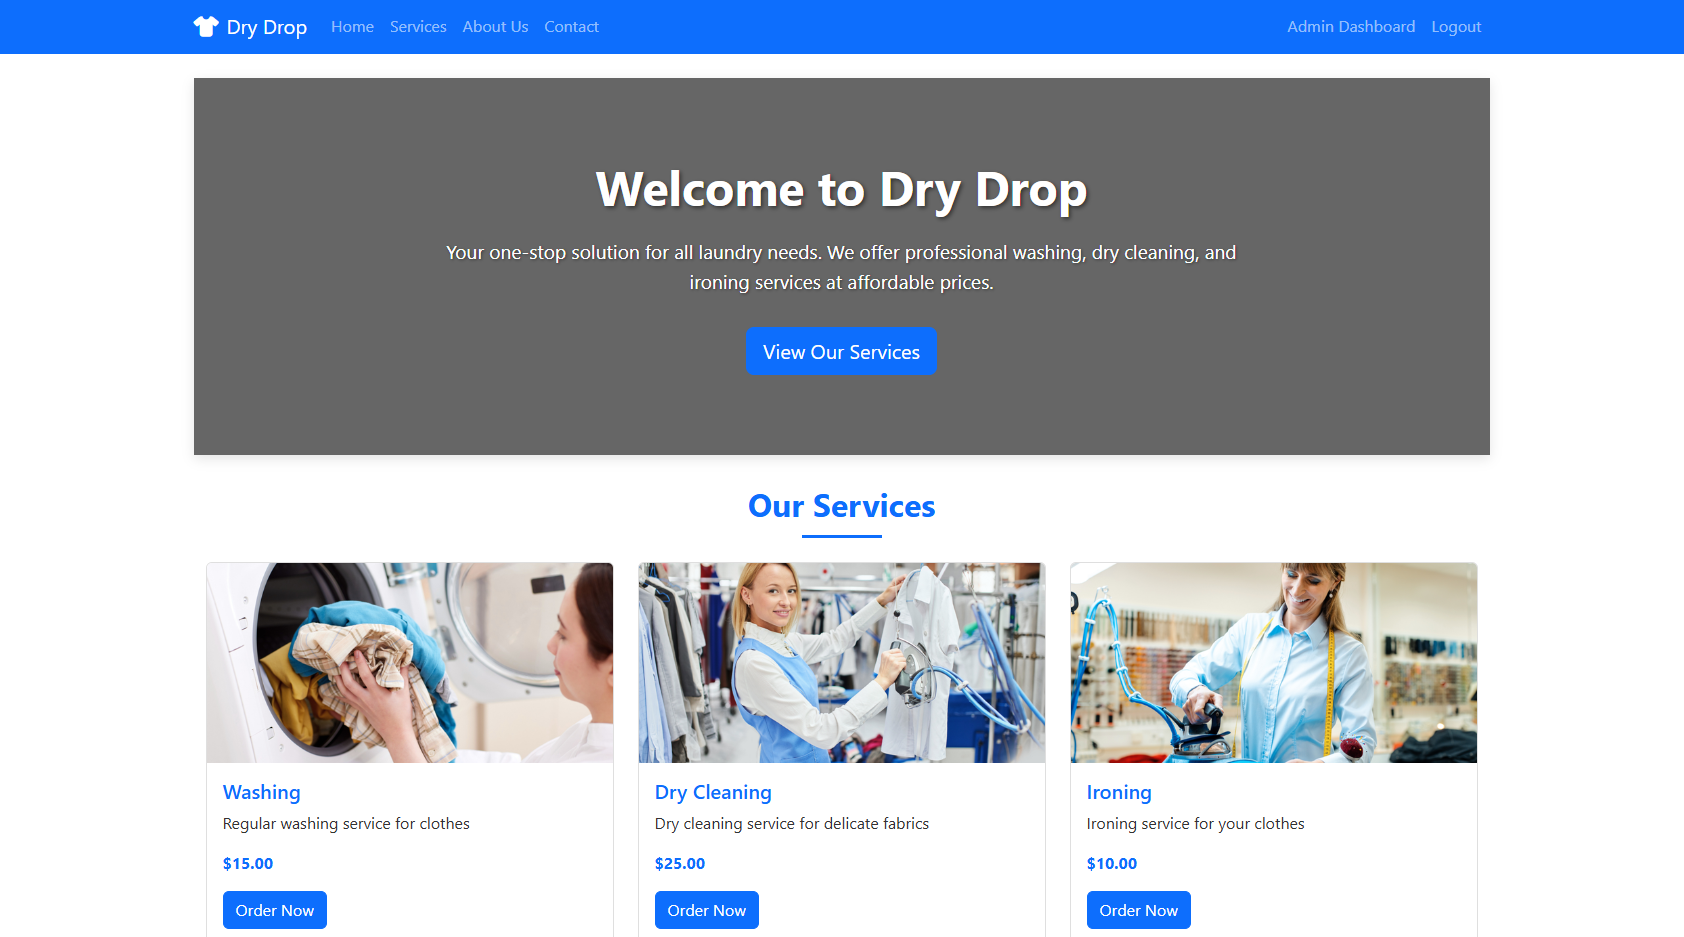 Dry Drop Home Services About Us Contact Admin Dashboard Logout
Welcome to Dry Drop
Your one-stop solution for all laundry needs. We offer professional washing, dry cleaning, and
ironing services at affordable prices.
View Our Services
Our Services
Washing
Regular washing service for clothes
$15.00
Order Now
Dry Cleaning
Dry cleaning service for delicate fabrics
$25.00
Order Now
Ironing
Ironing service for your clothes
$10.00
Order Now